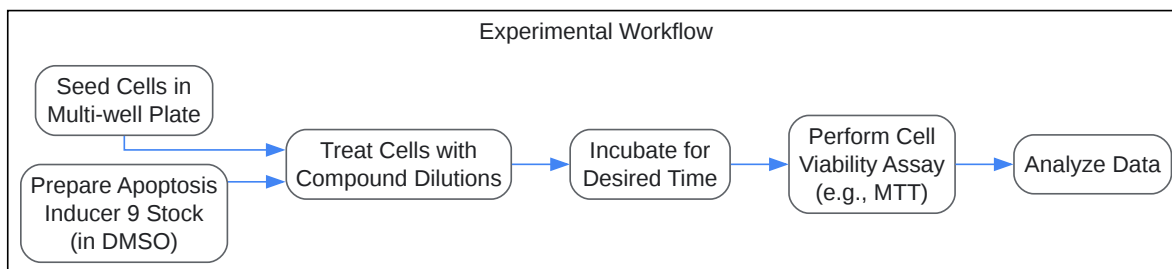 Experimental Workflow
Seed Cells in
Multi-well Plate
Prepare Apoptosis
Inducer 9 Stock
(in DMSO)
Treat Cells with
Compound Dilutions
Incubate for
Desired Time
Perform Cell
Viability Assay
(e.g., MTT)
Analyze Data